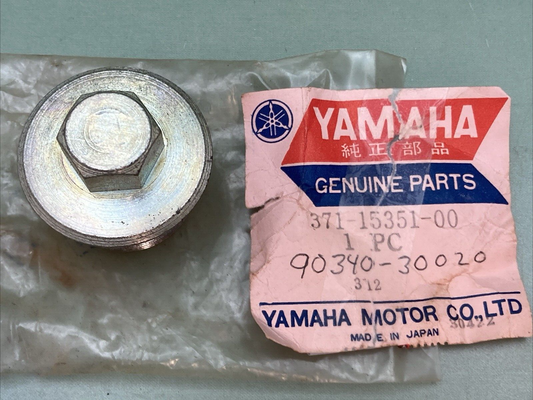 YAMAHA
純正部品
GENUINE PARTS
371-15351-00
1 PC
90340-30020
312
YAMAHA MOTOR CO.,LTD
MADE IN JAPAN